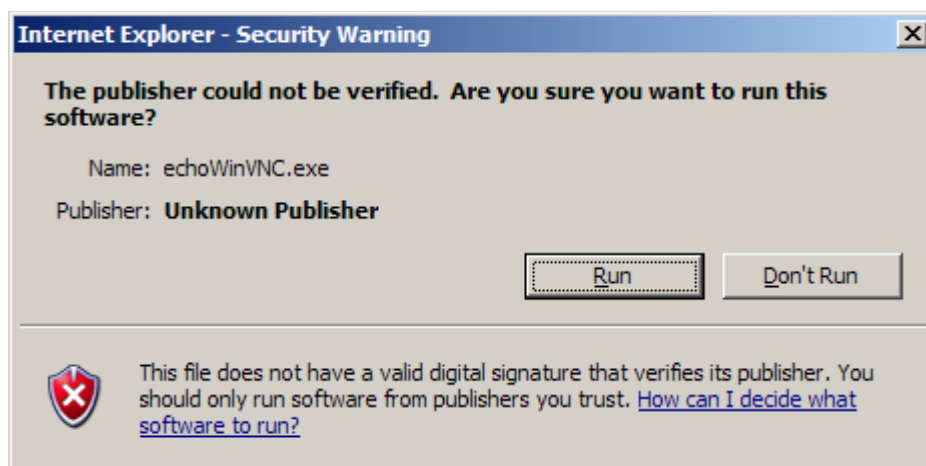 Internet Explorer - Security Warning
The publisher could not be verified.  Are you sure you want to run this
software?
Name: echoWinVNC.exe
Publisher: Unknown Publisher
Run Don't Run
This file does not have a valid digital signature that verifies its publisher. You
should only run software from publishers you trust. How can I decide what
software to run?